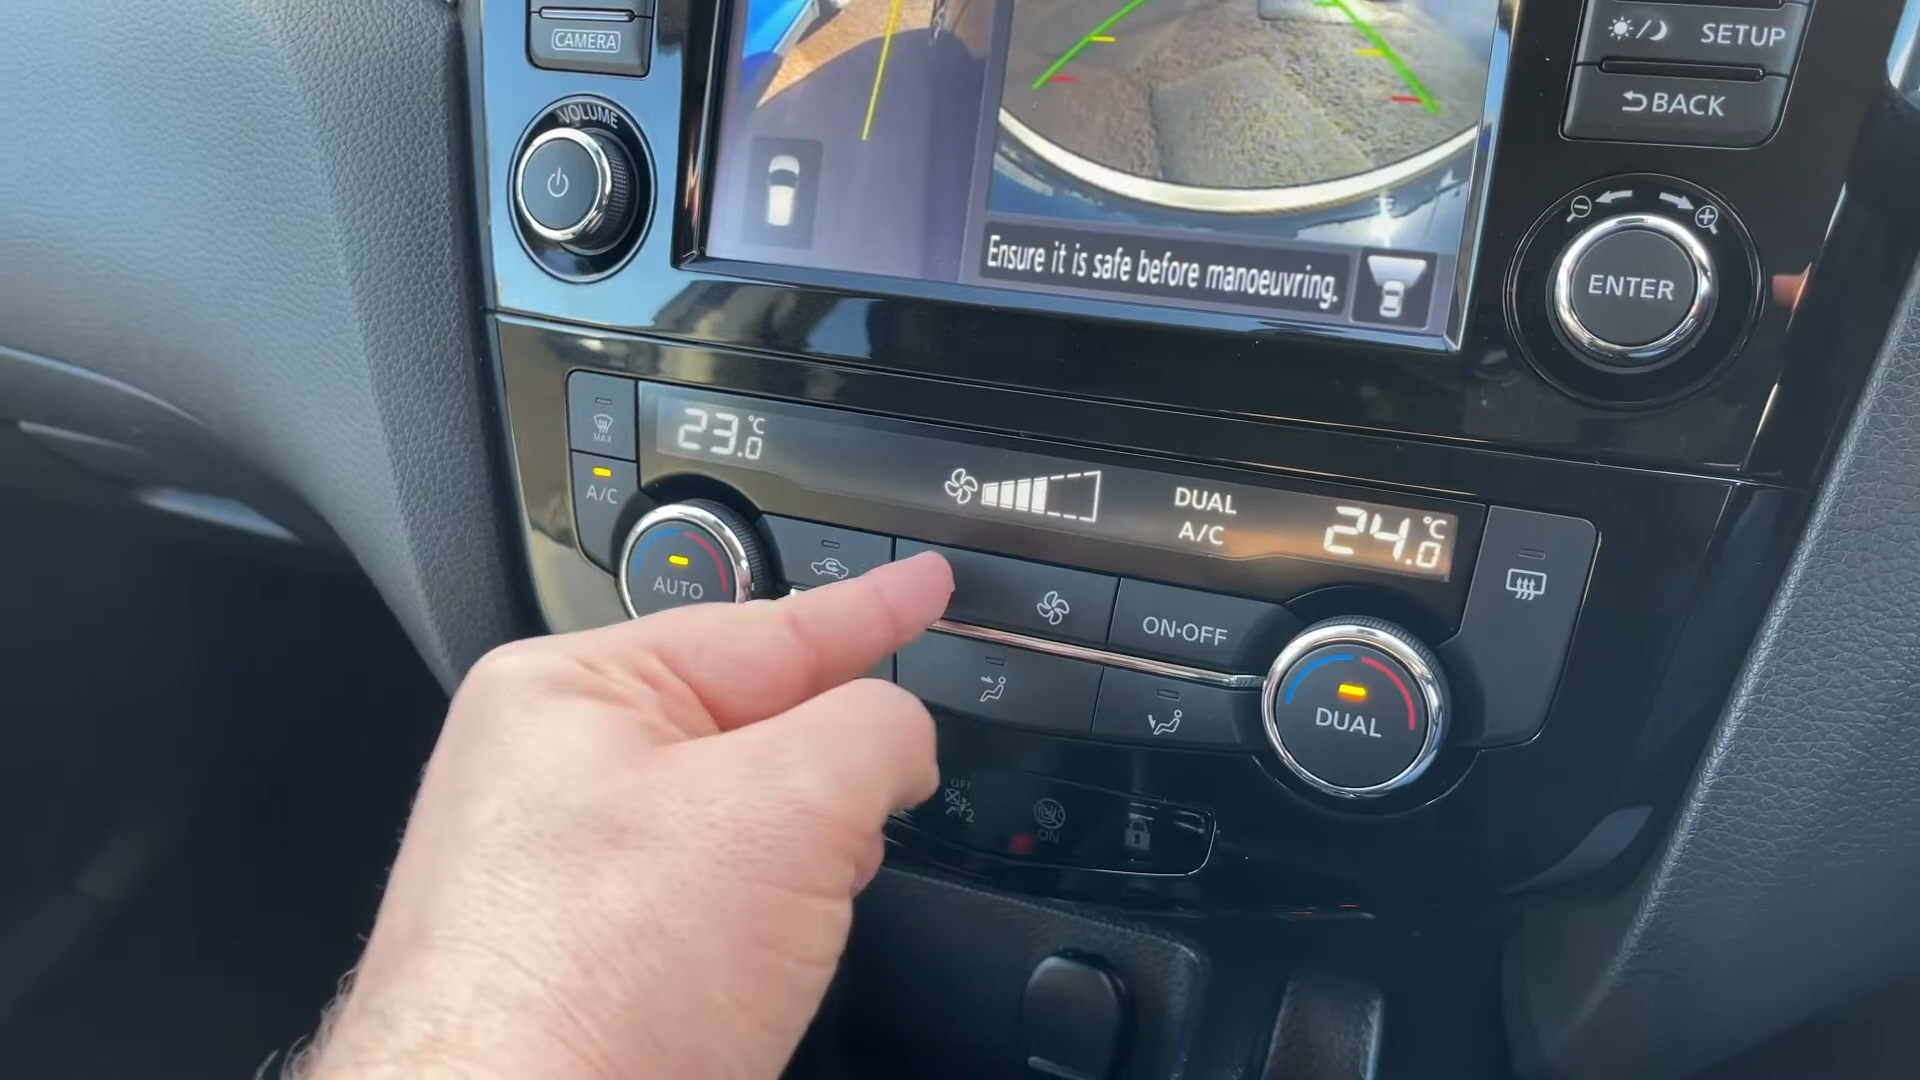 CAMERA
VOLUME
SETUP
BACK
ENTER
Ensure it is safe before manoeuvring.
MAX
A/C
23.0°C
DUAL
A/C
24.0°C
AUTO
ON·OFF
DUAL
OFF
2
ON